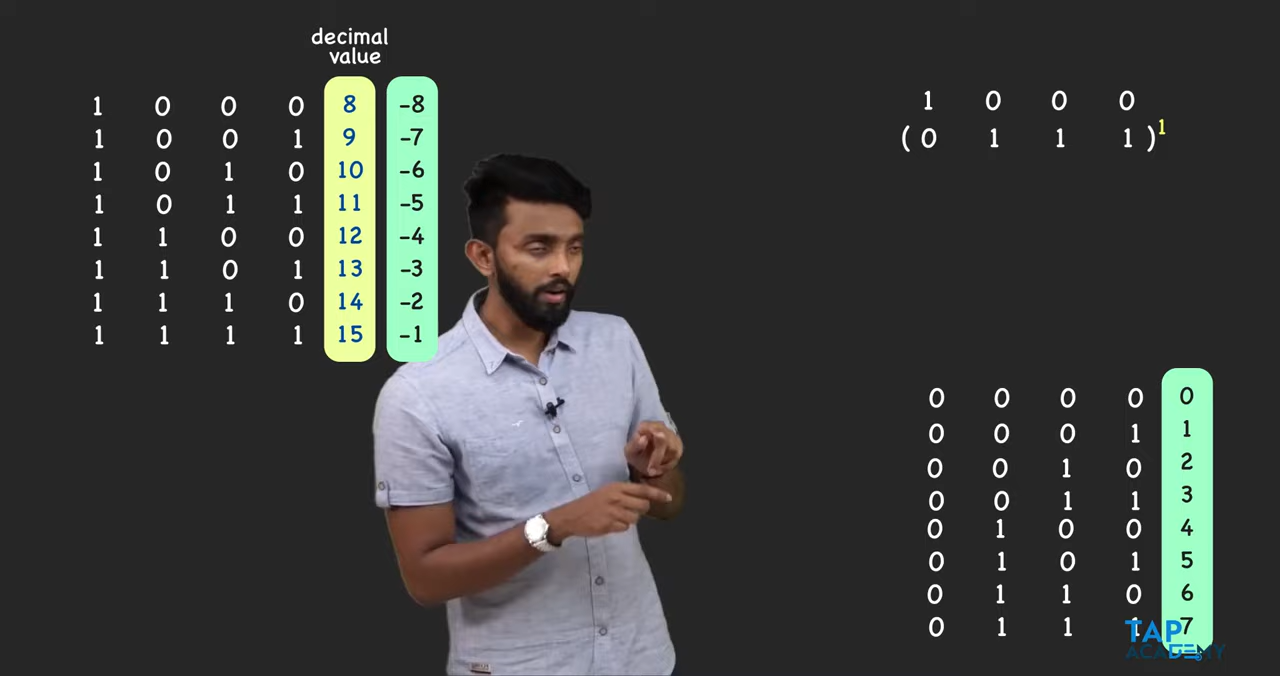 decimal
value
1 0 0 0 8 -8
1 0 0 1 9 -7
1 0 1 0 10 -6
1 0 1 1 11 -5
1 1 0 0 12 -4
1 1 0 1 13 -3
1 1 1 0 14 -2
1 1 1 1 15 -1
1 0 0 0
( 0 1 1 1 )¹
0 0 0 0 0
0 0 0 1 1
0 0 1 0 2
0 0 1 1 3
0 1 0 0 4
0 1 0 1 5
0 1 1 0 6
0 1 1 1 7
TAP
ACADEMY